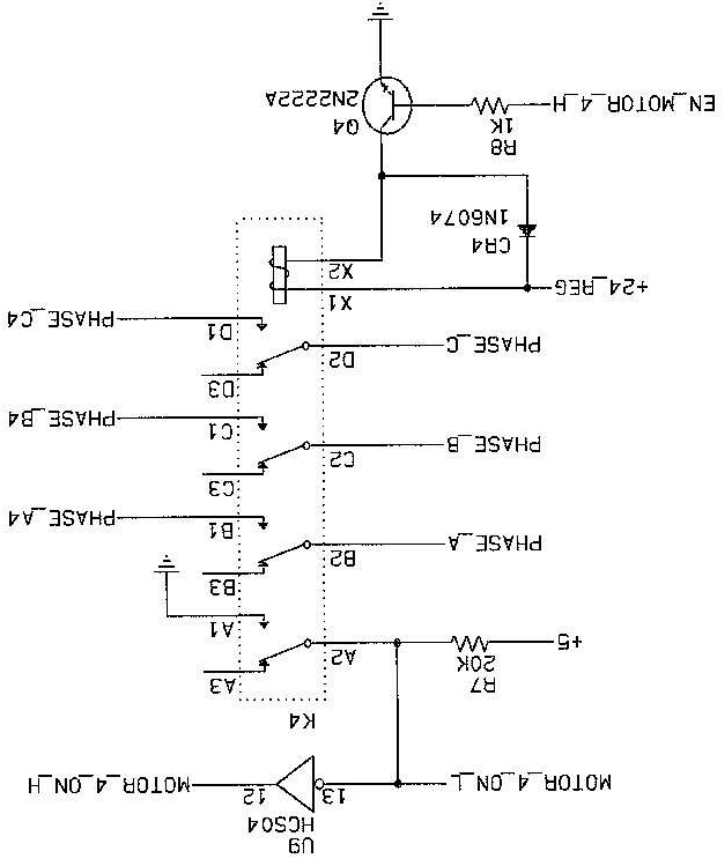 U9
HCS04
MOTOR_4_ON_L
13
12
MOTOR_4_ON_H
K4
R7
20K
+5
A2
A3
A1
PHASE_A
B2
B3
B1
PHASE_A4
PHASE_B
C2
C3
C1
PHASE_B4
PHASE_C
D2
D3
D1
PHASE_C4
+24_REG
X1
X2
CR4
1N6074
R8
1K
EN_MOTOR_4_H
Q4
2N2222A